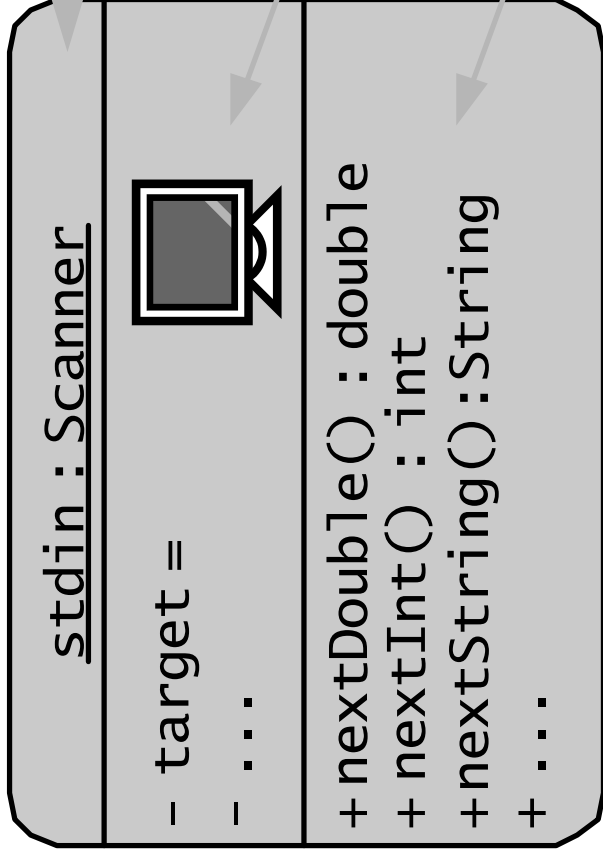 stdin : Scanner
- target =
- ...
+ nextDouble() : double
+ nextInt() : int
+ nextString() :String
+ ...